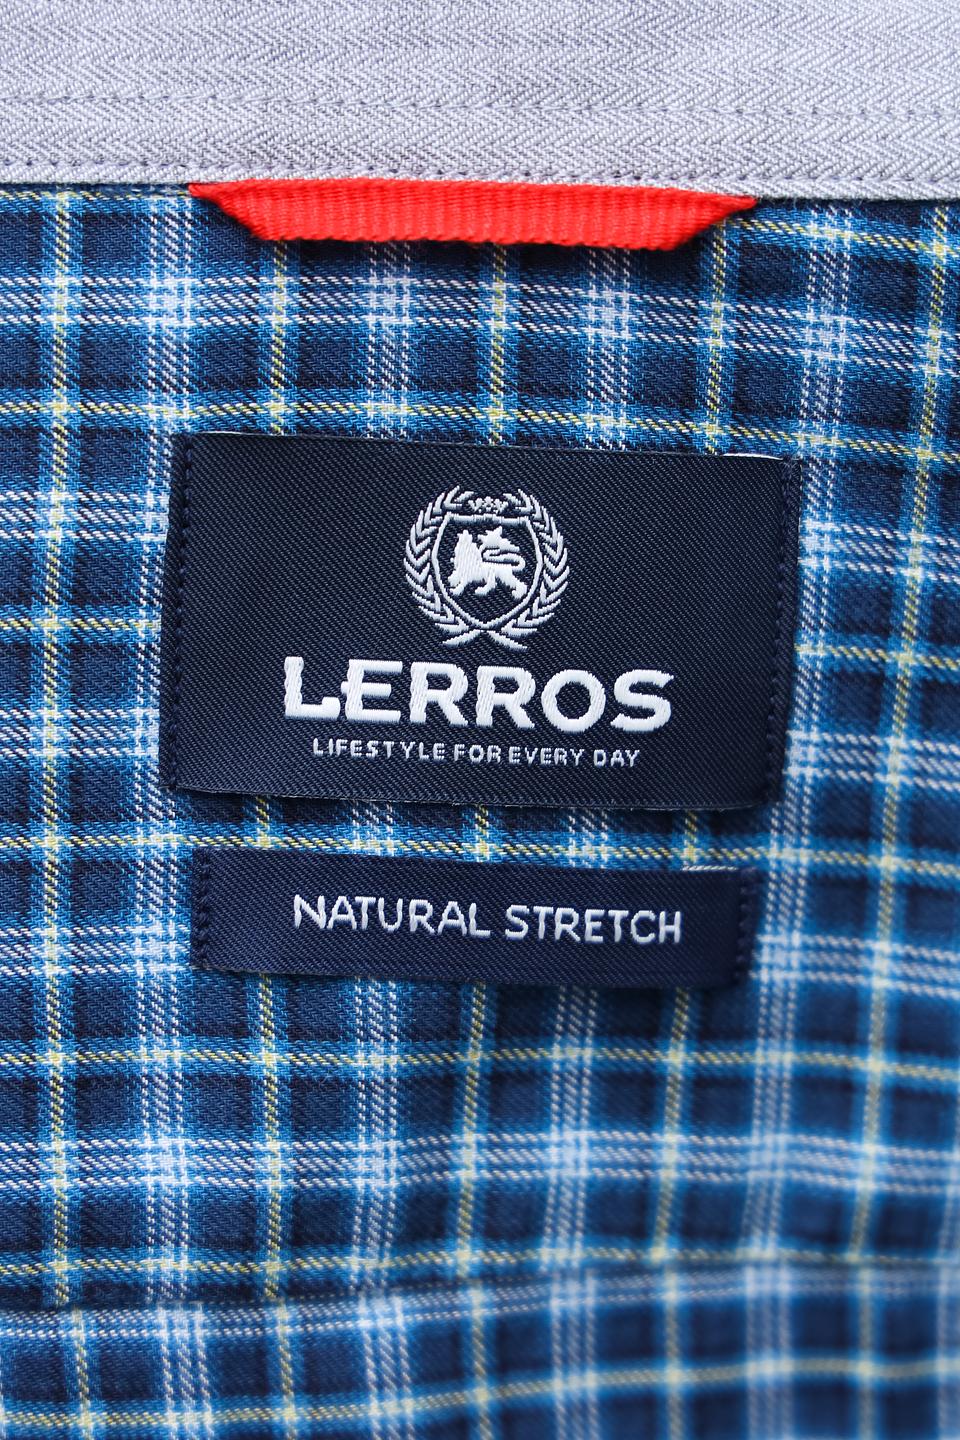 LERROS
LIFESTYLE FOR EVERY DAY
NATURAL STRETCH